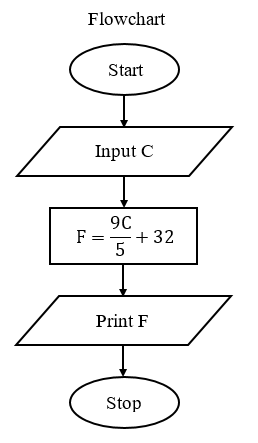 Flowchart
Start
Input C
F = 9C/5 + 32
Print F
Stop